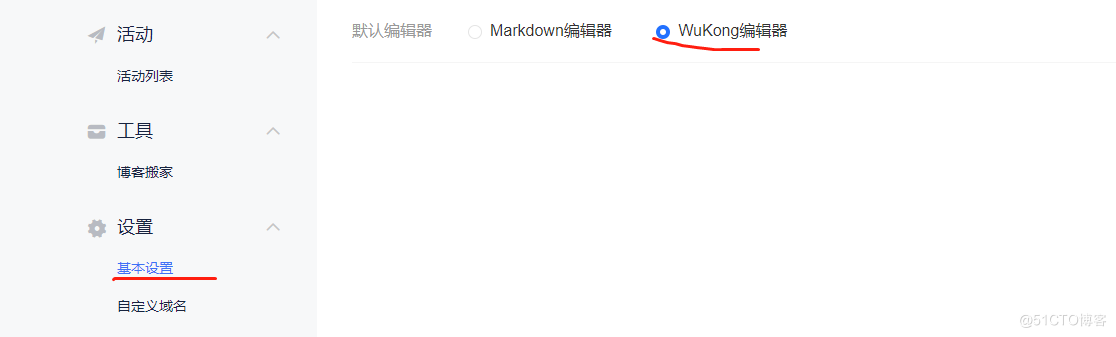 活动
活动列表
工具
博客搬家
设置
基本设置
自定义域名
默认编辑器 Markdown编辑器 WuKong编辑器
@51CTO博客